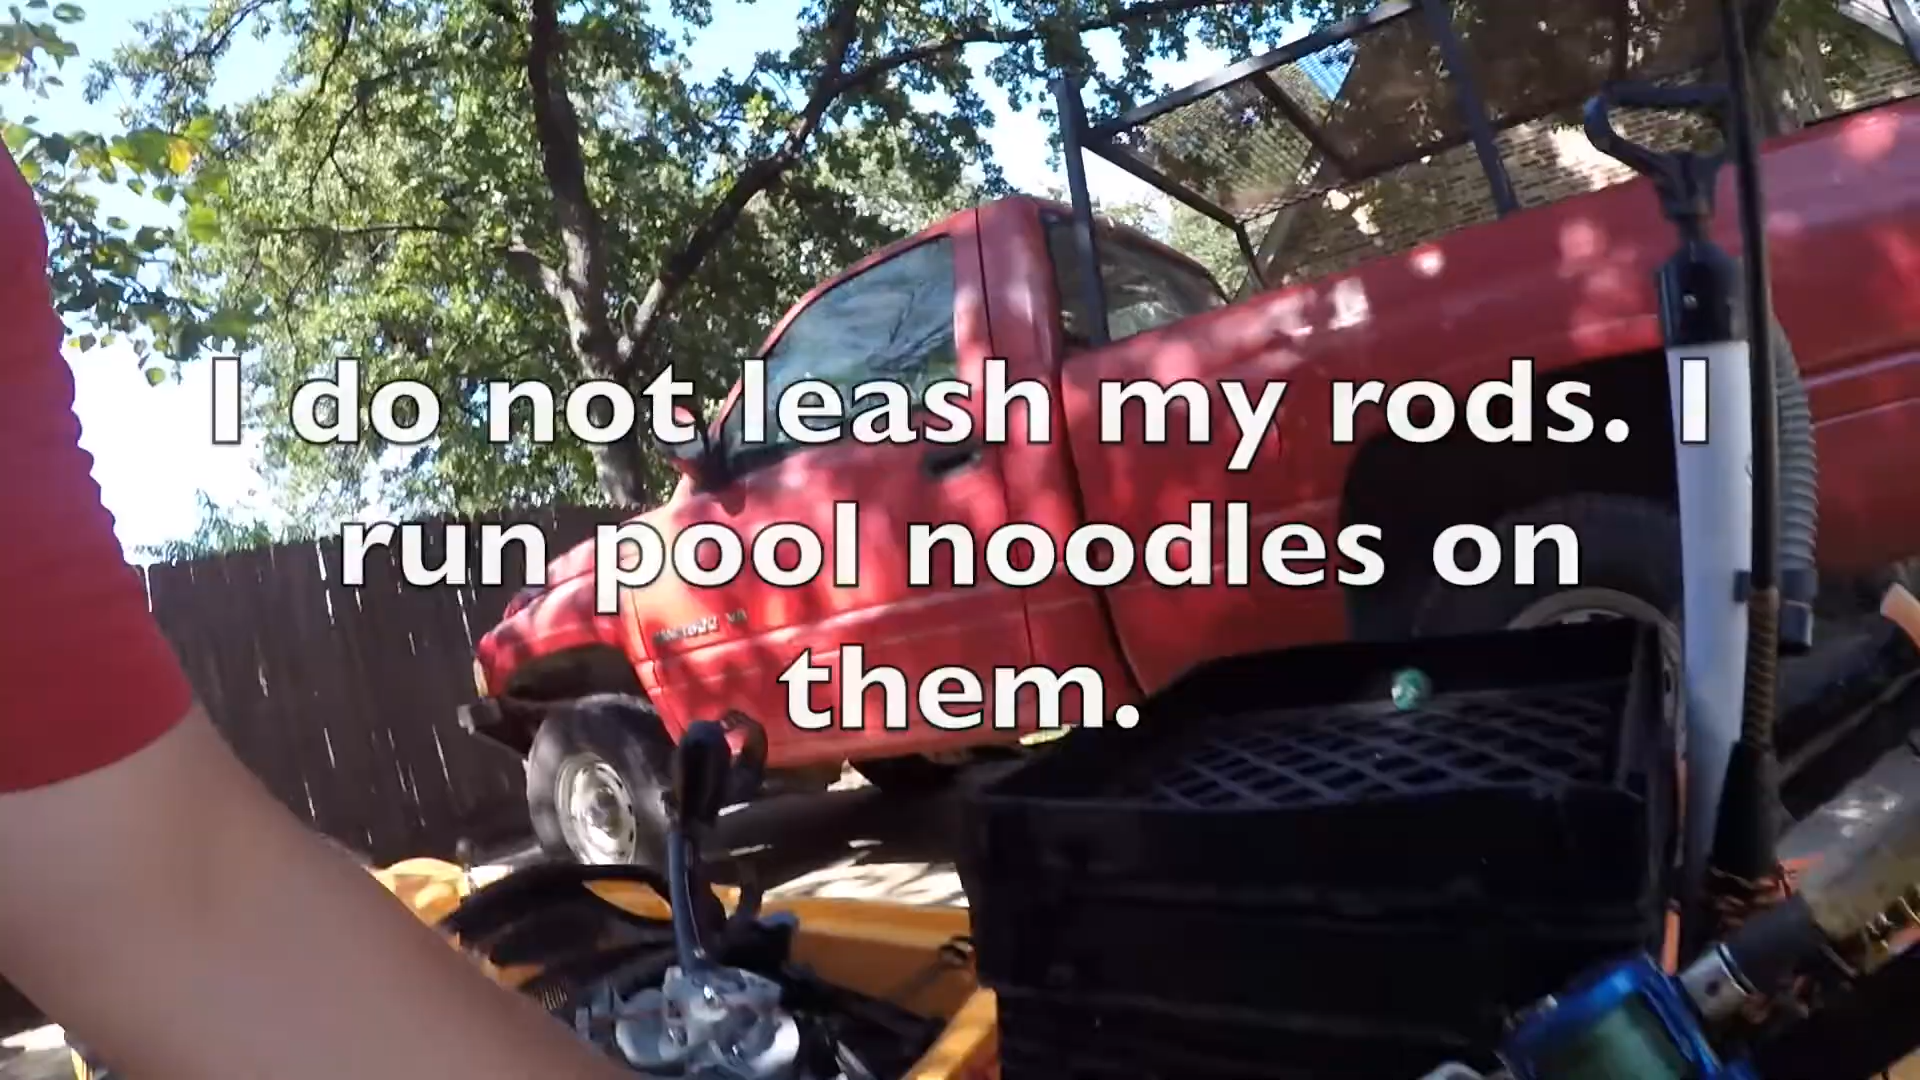 I do not leash my rods. I
run pool noodles on
them.